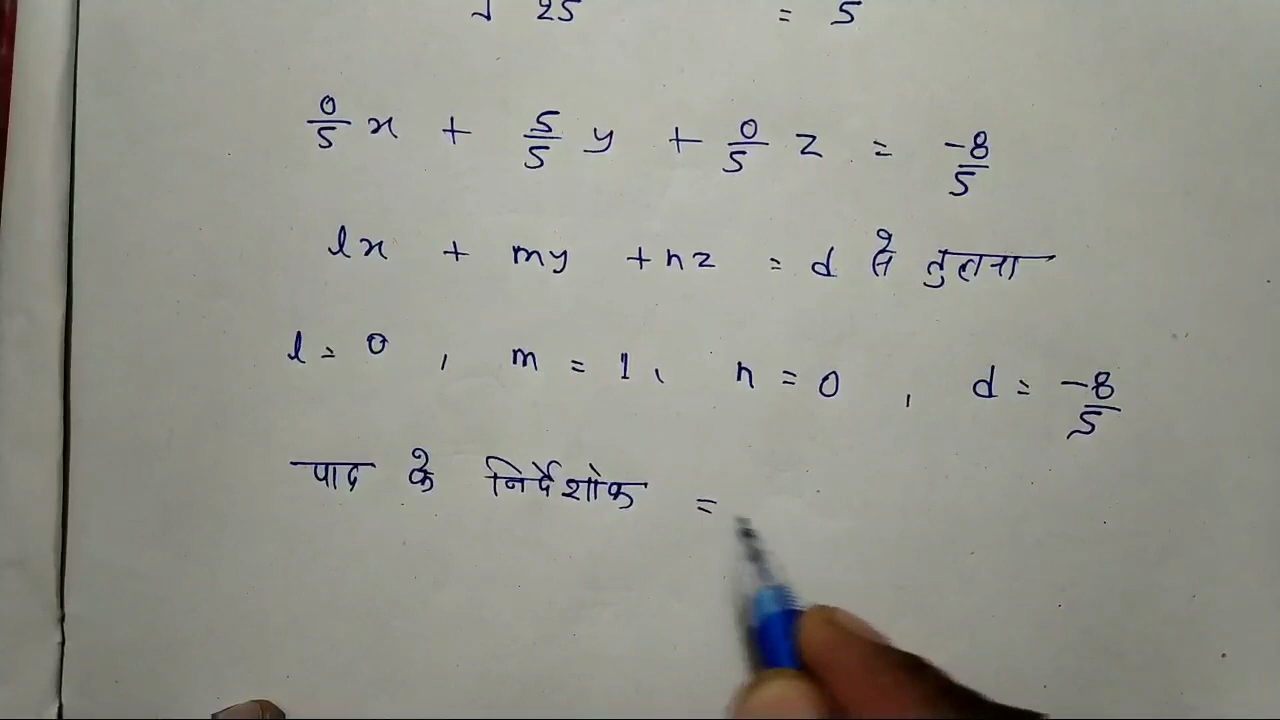 √25 = 5
0/5 x + 5/5 y + 0/5 z = -8/5
lx + my + nz = d से तुलना
l = 0 , m = 1 , n = 0 , d = -8/5
पाद के निर्देशांक =